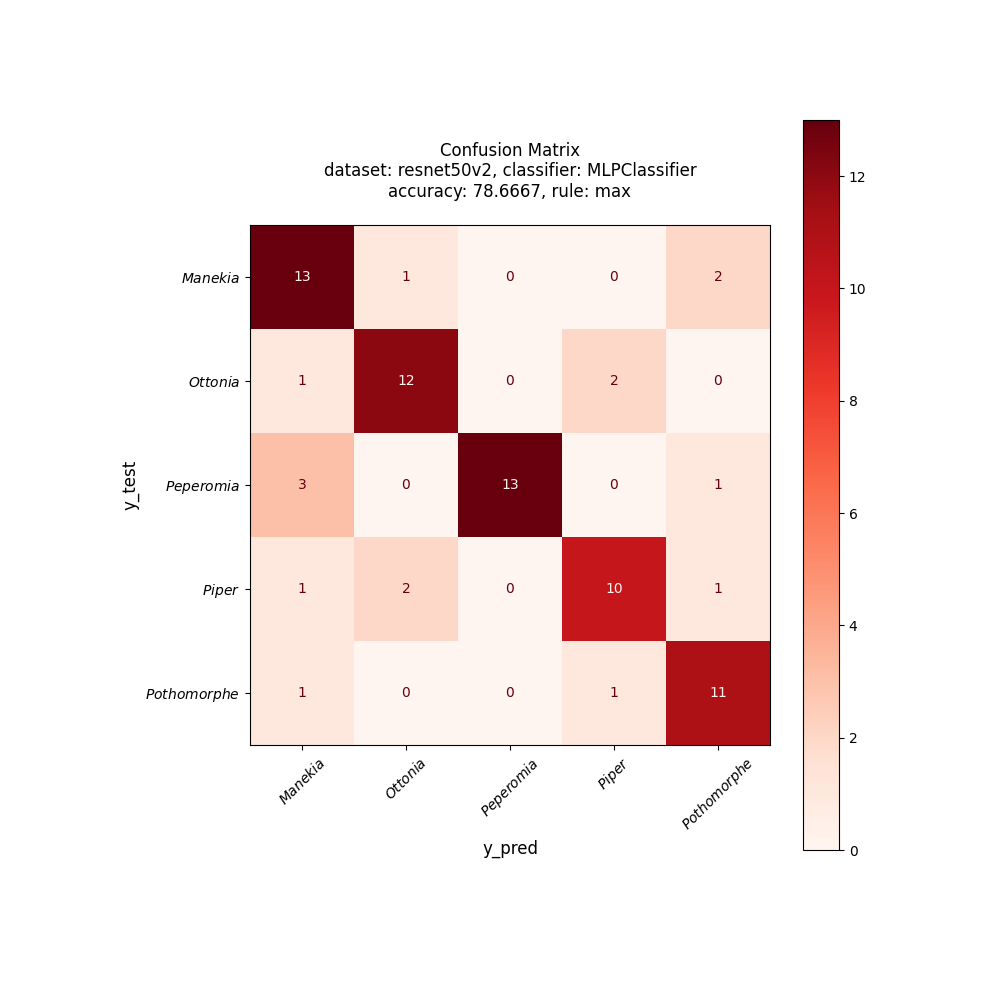 Confusion Matrix
dataset: resnet50v2, classifier: MLPClassifier
accuracy: 78.6667, rule: max
y_test
Manekia 13 1 0 0 2
Ottonia 1 12 0 2 0
Peperomia 3 0 13 0 1
Piper 1 2 0 10 1
Pothomorphe 1 0 0 1 11
Manekia Ottonia Peperomia Piper Pothomorphe
y_pred
12
10
8
6
4
2
0